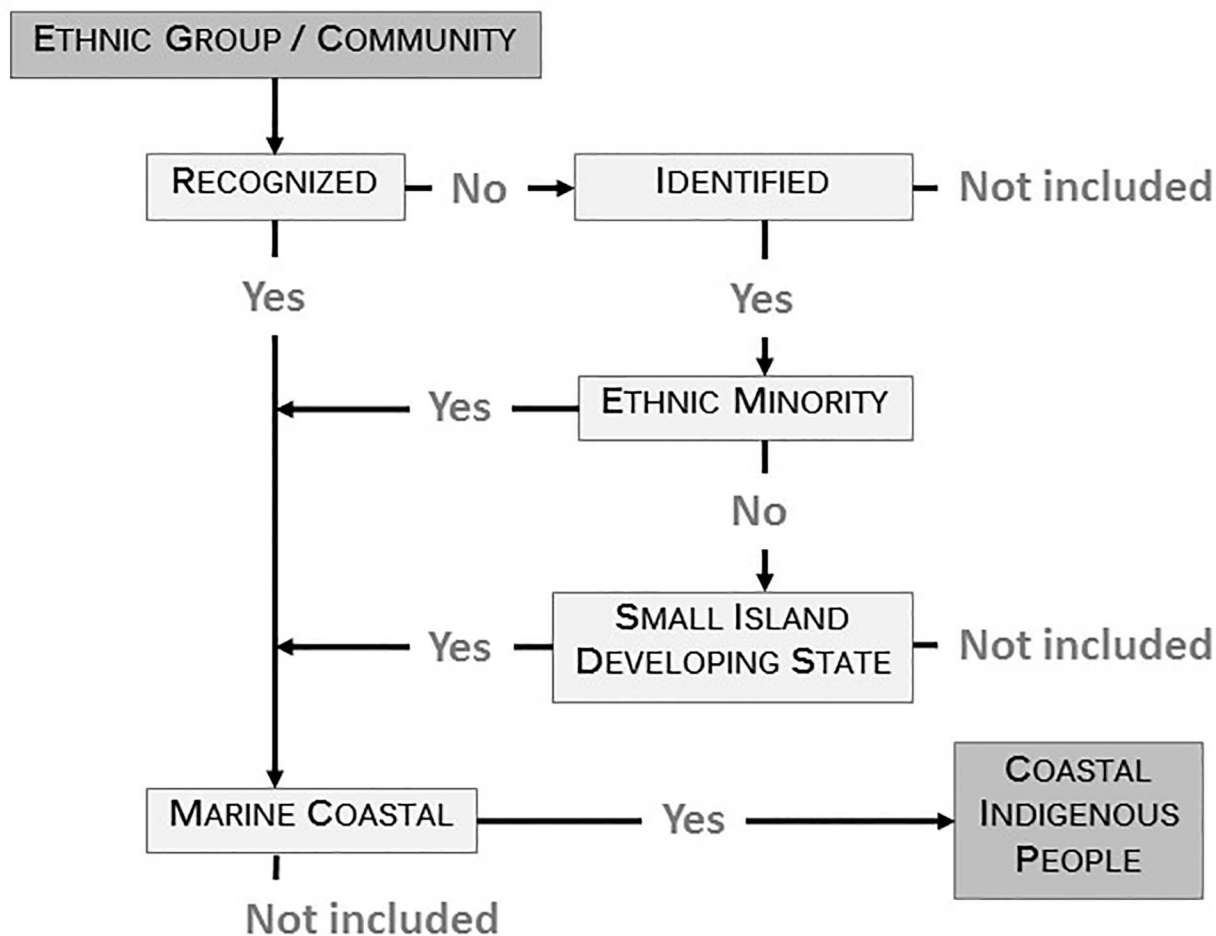 ETHNIC GROUP / COMMUNITY
RECOGNIZED
No
IDENTIFIED
Not included
Yes
Yes
Yes
ETHNIC MINORITY
No
Yes
SMALL ISLAND
DEVELOPING STATE
Not included
MARINE COASTAL
Yes
COASTAL
INDIGENOUS
PEOPLE
Not included